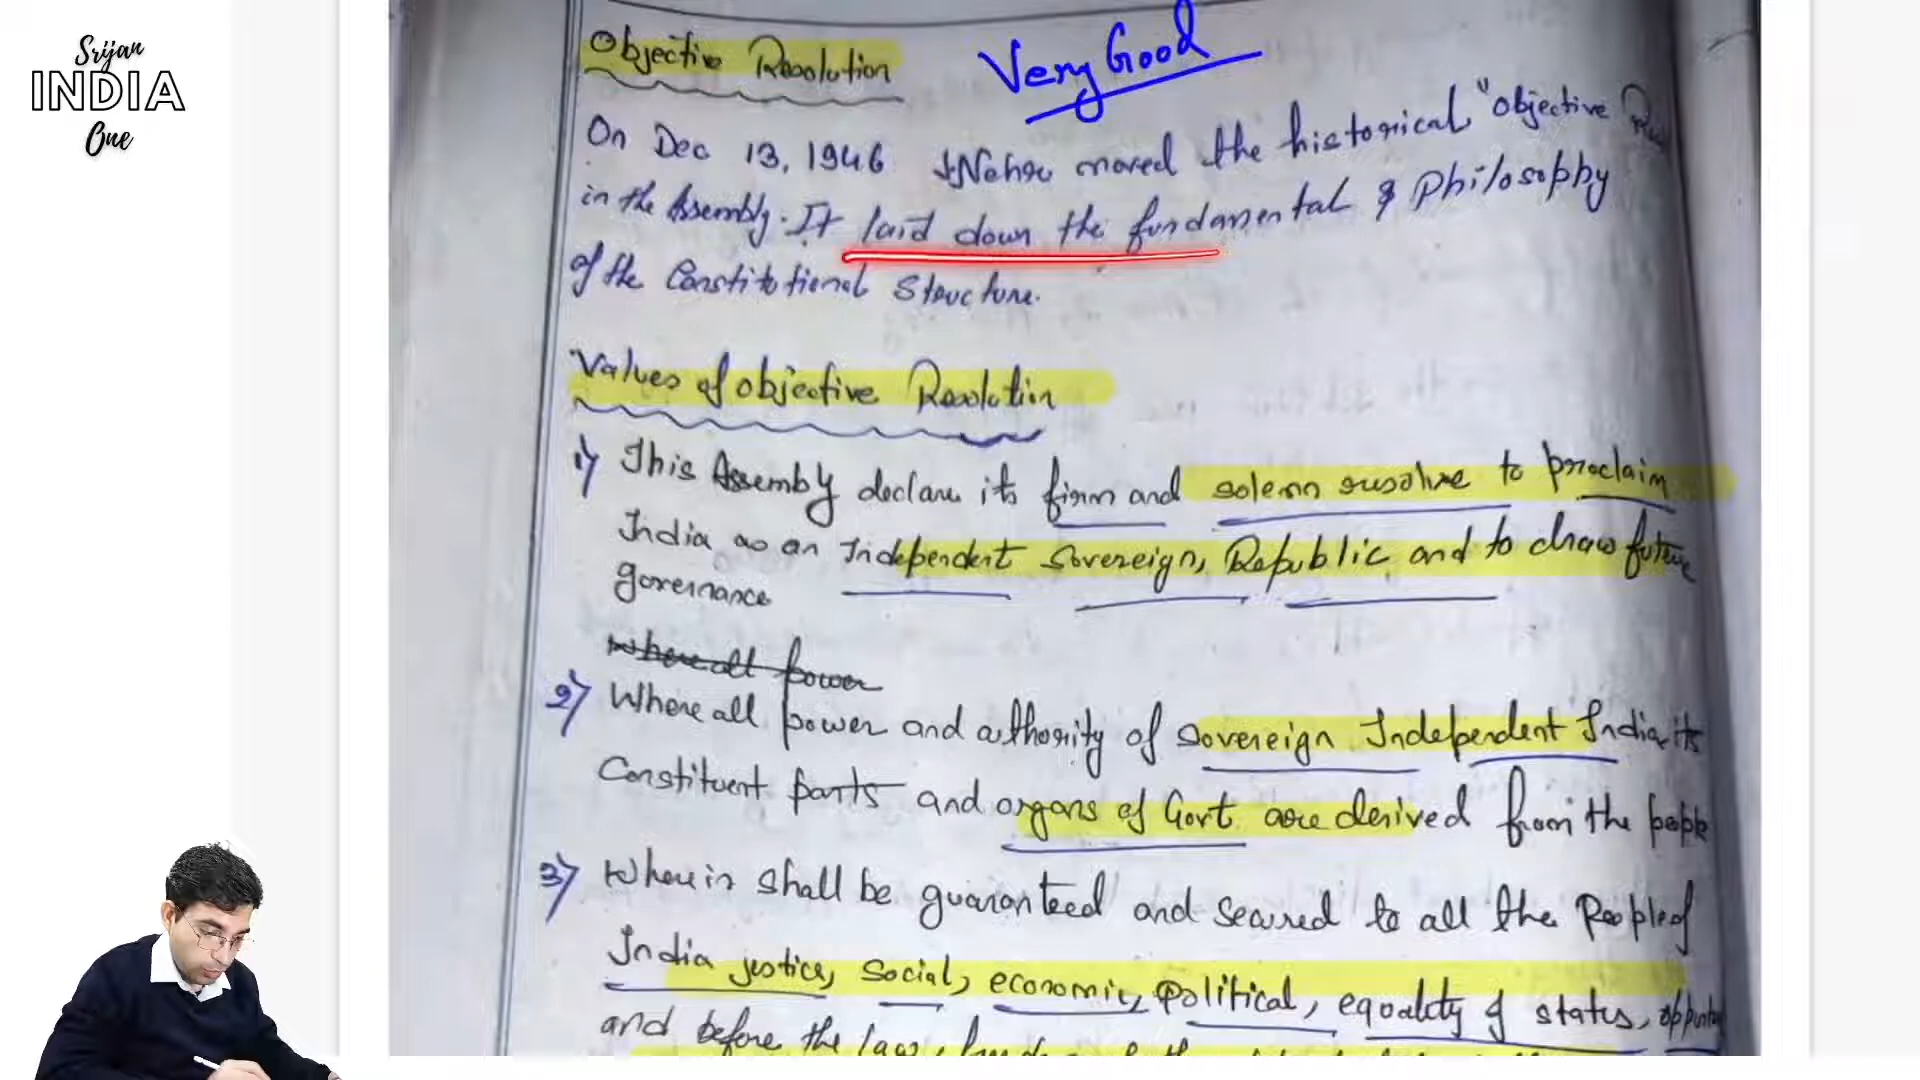 Srijan
INDIA
One
Objective Resolution
Very Good
On Dec 13, 1946 JNehru moved the historical "objective
in the Assembly. It laid down the fundamental & Philosophy
of the Constitutional Structure.
Values of objective Resolution
1) This Assembly declare its firm and solemn resolve to proclaim
India as an Independent Sovereign, Republic and to draw future
governance
Where all power
2) Where all power and authority of Sovereign Independent India, its
Constituent parts and organs of Govt are derived from the people
3) Wherein shall be guaranteed and secured to all the People of
India justice, Social, economic, political, equality of states,
and before the law,